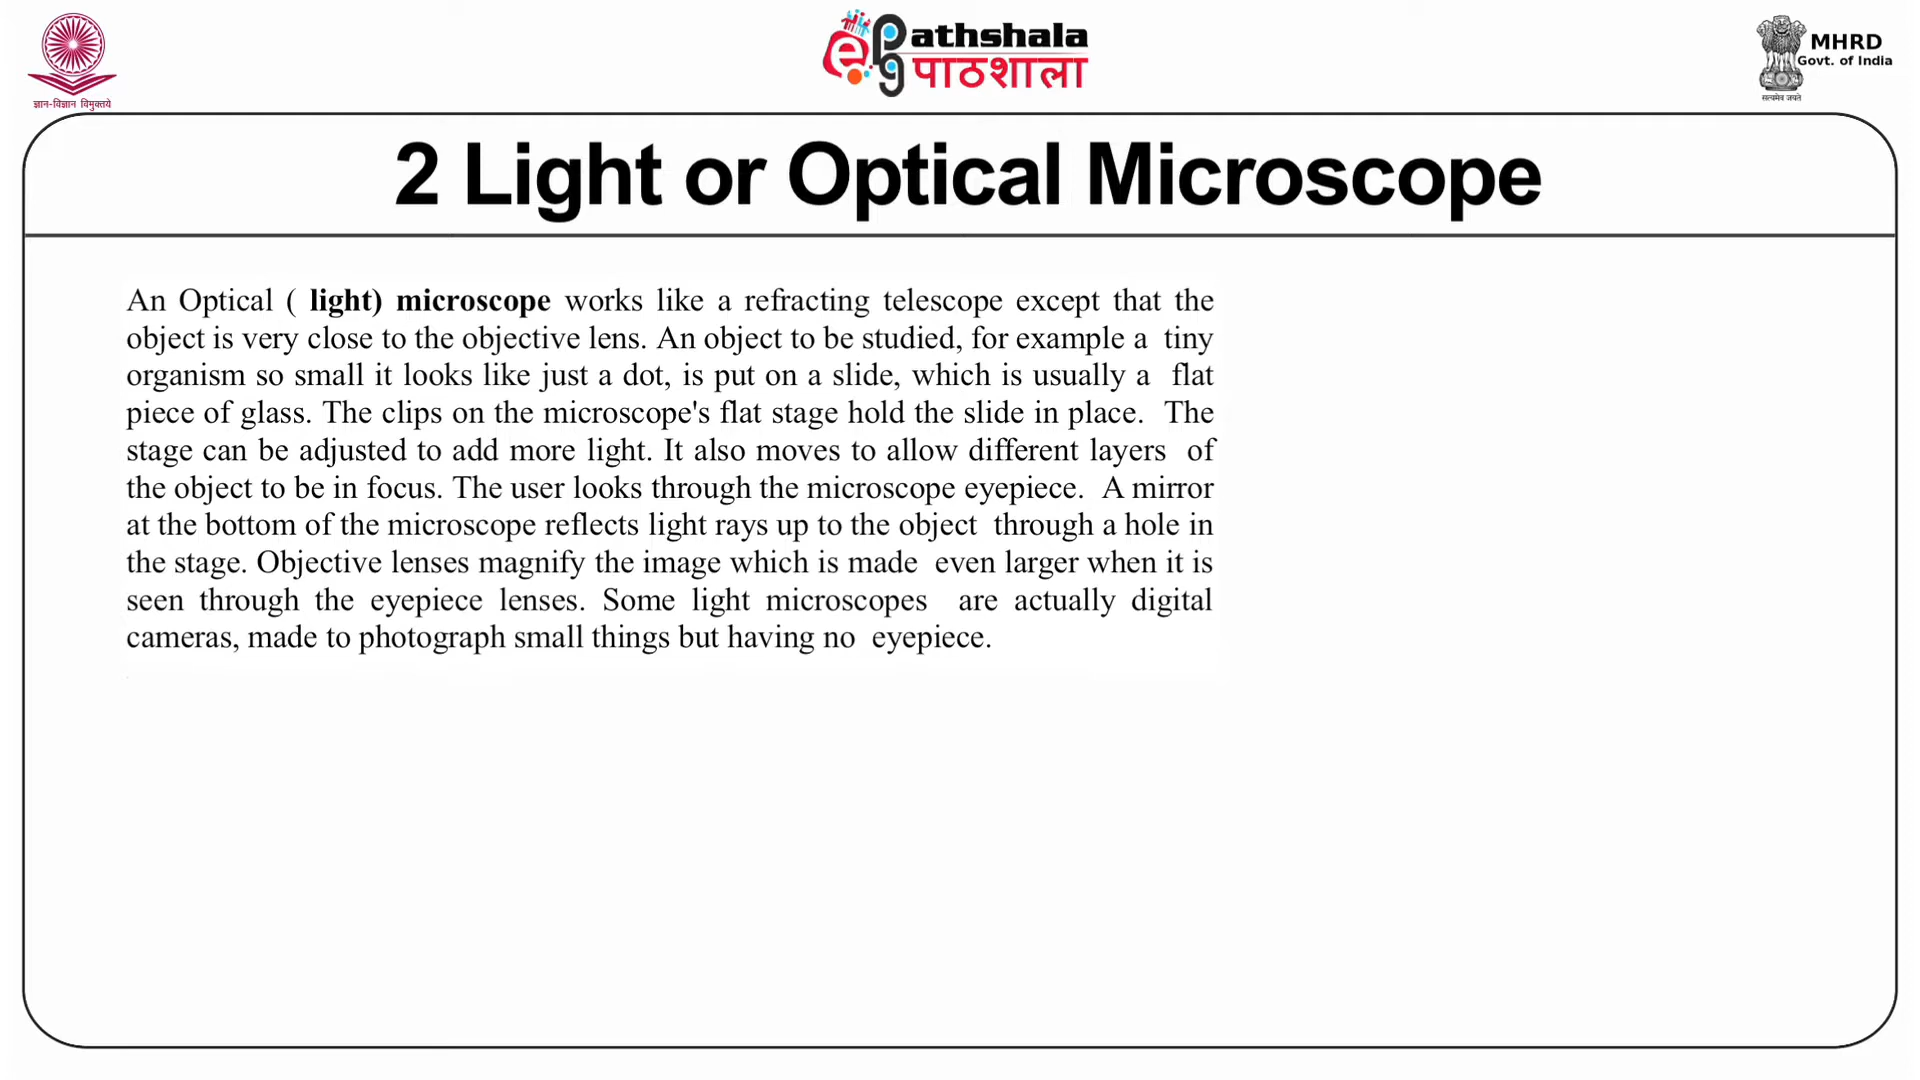 ज्ञान-विज्ञान विमुक्तये
ePg
athshala
पाठशाला
MHRD
Govt. of India
सत्यमेव जयते
2 Light or Optical Microscope
An Optical ( light) microscope works like a refracting telescope except that the
object is very close to the objective lens. An object to be studied, for example a tiny
organism so small it looks like just a dot, is put on a slide, which is usually a flat
piece of glass. The clips on the microscope's flat stage hold the slide in place. The
stage can be adjusted to add more light. It also moves to allow different layers of
the object to be in focus. The user looks through the microscope eyepiece. A mirror
at the bottom of the microscope reflects light rays up to the object through a hole in
the stage. Objective lenses magnify the image which is made even larger when it is
seen through the eyepiece lenses. Some light microscopes are actually digital
cameras, made to photograph small things but having no eyepiece.